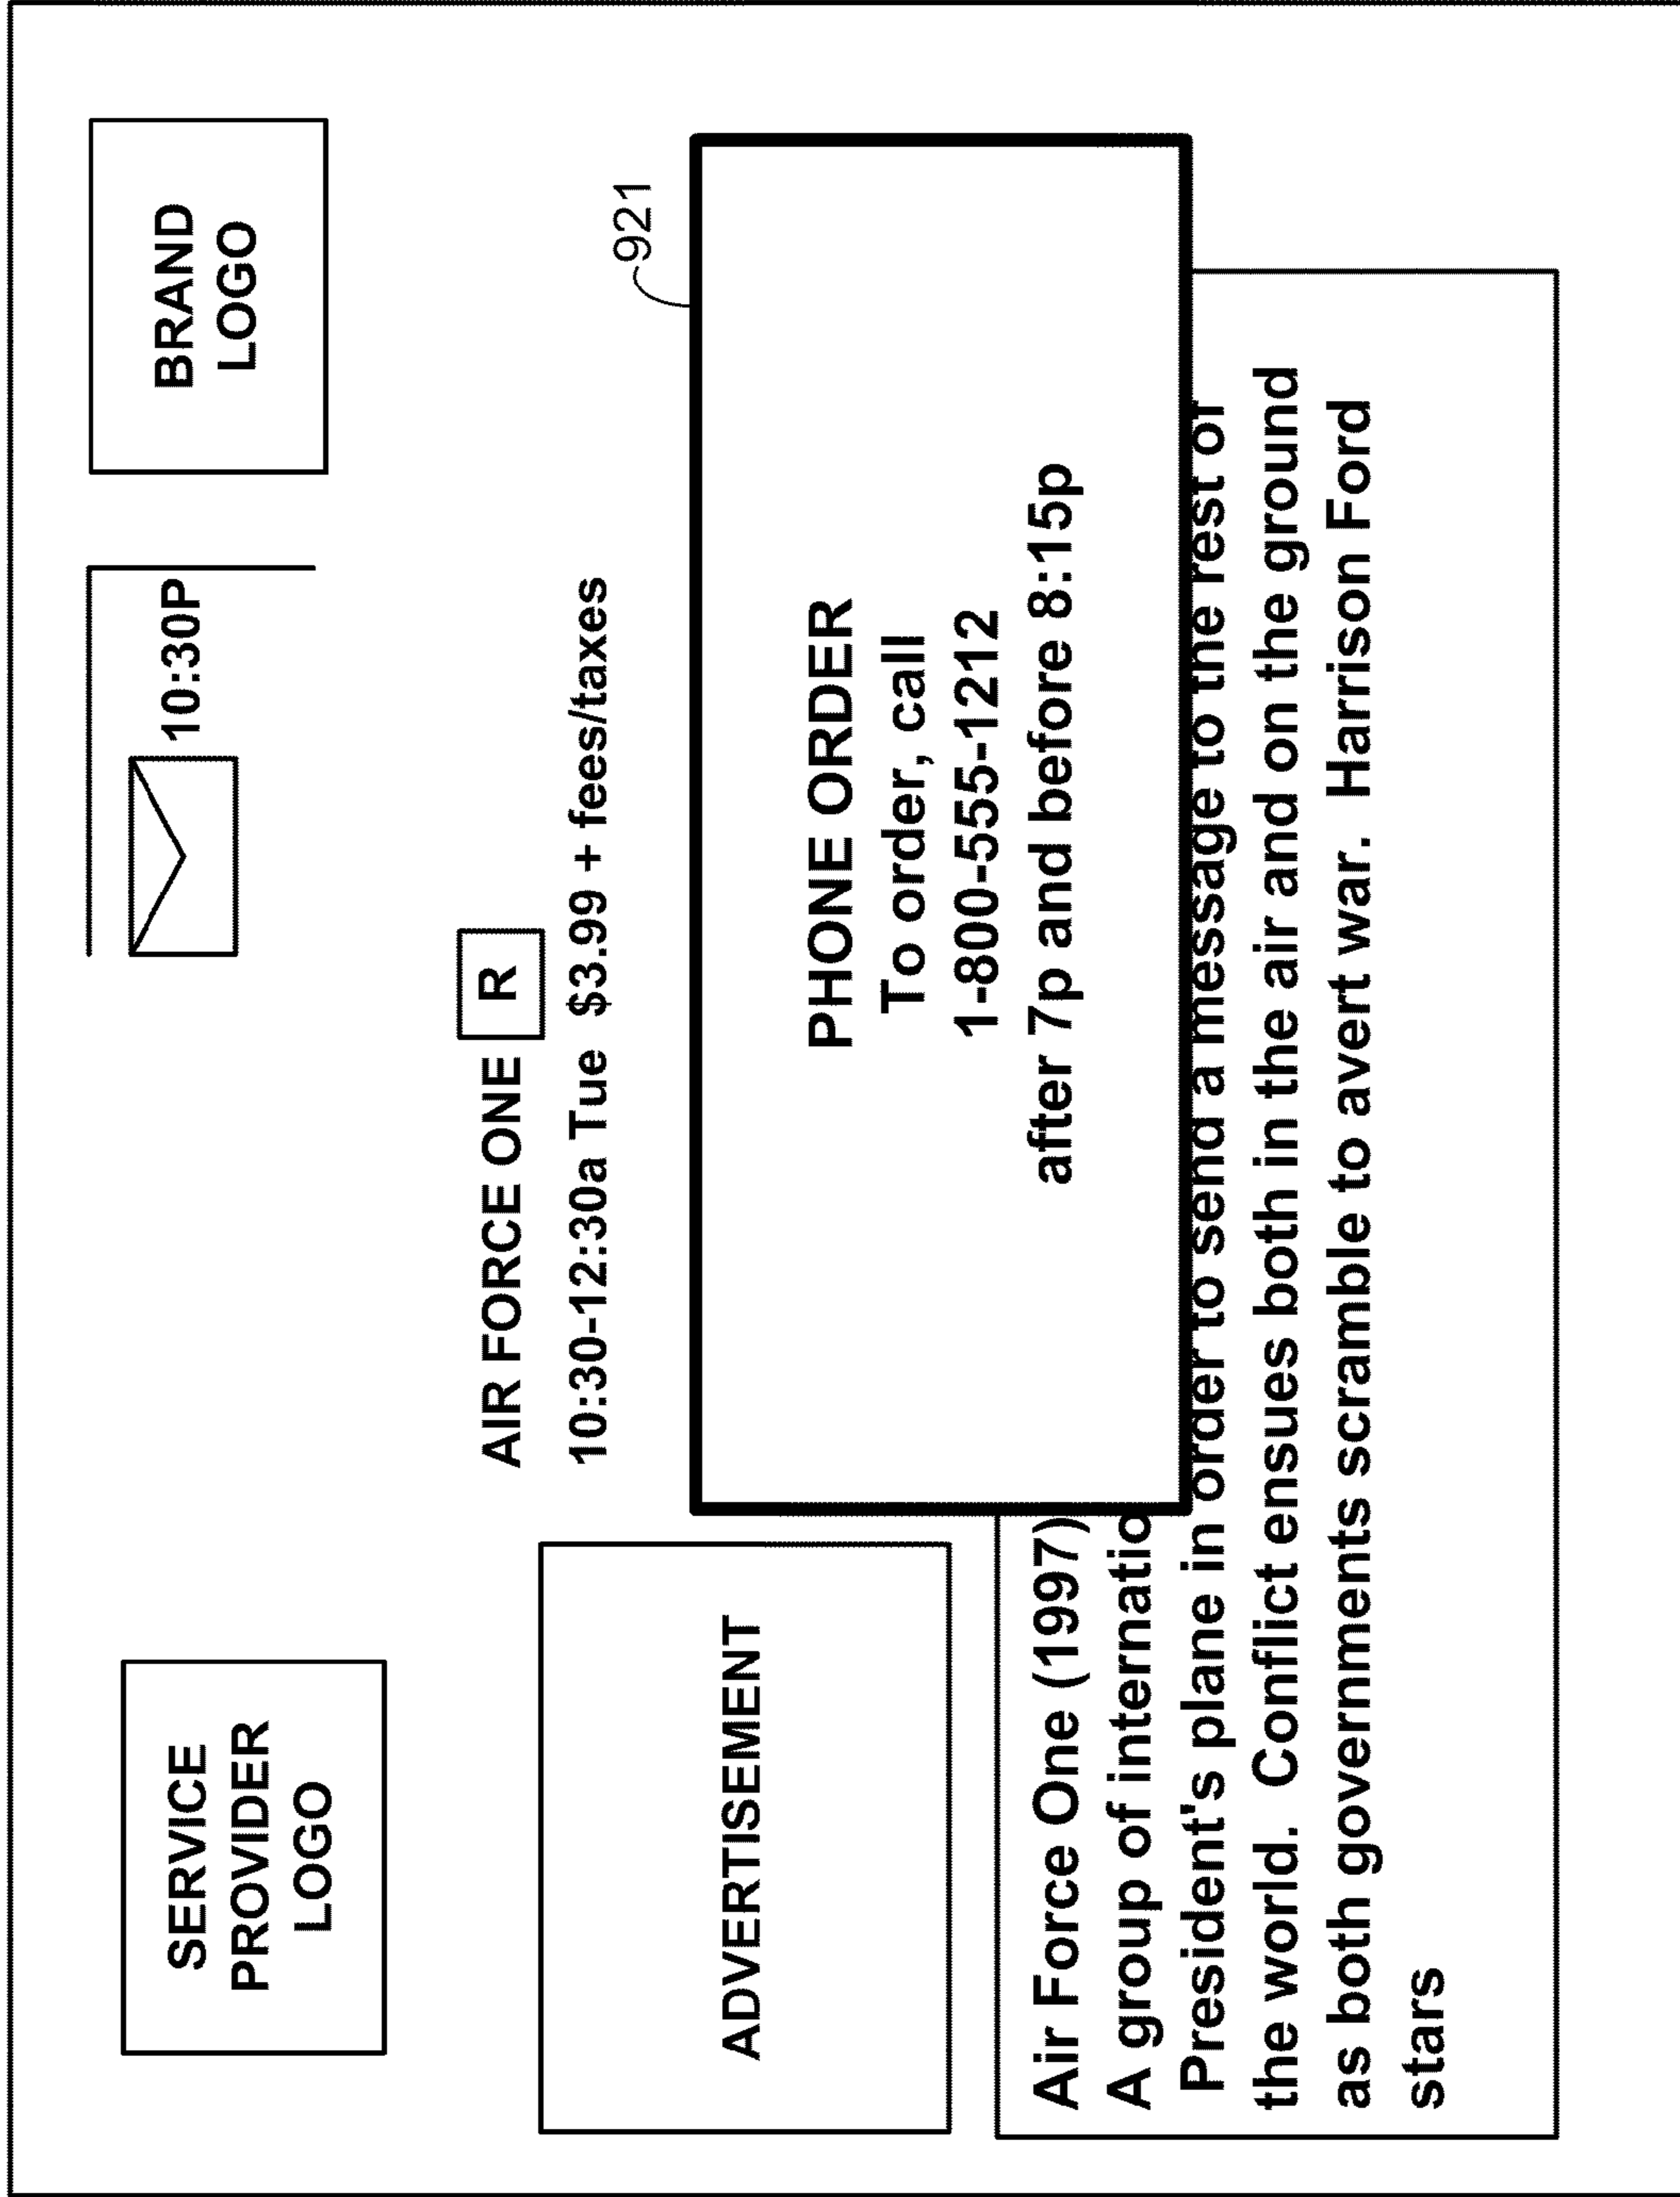 SERVICE
PROVIDER
LOGO
10:30P
BRAND
LOGO
AIR FORCE ONE R
10:30-12:30a Tue $3.99 + fees/taxes
921
ADVERTISEMENT
PHONE ORDER
To order, call
1-800-555-1212
after 7p and before 8:15p
Air Force One (1997)
A group of internatio
President's plane in order to send a message to the rest of
the world. Conflict ensues both in the air and on the ground
as both governments scramble to avert war. Harrison Ford
stars